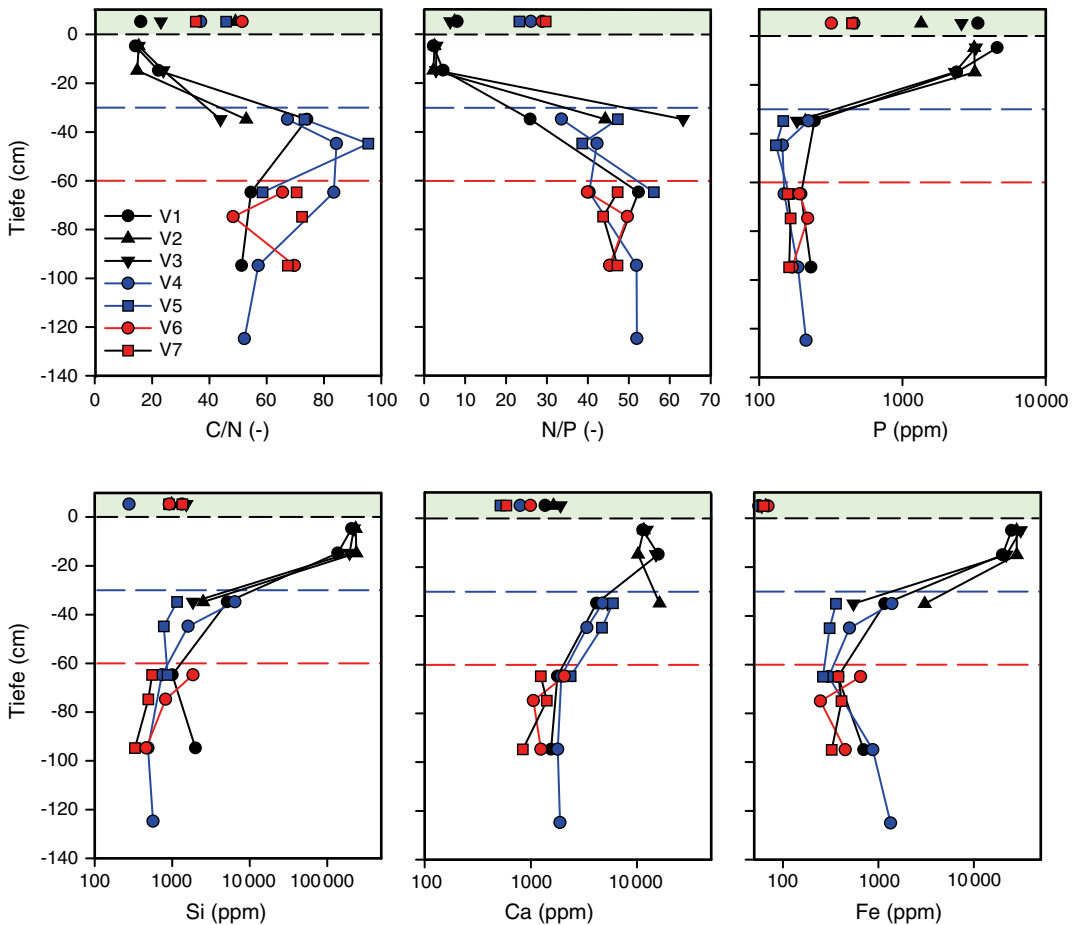 0
-20
-40
-60
-80
-100
-120
-140
Tiefe (cm)
V1
V2
V3
V4
V5
V6
V7
0 20 40 60 80 100
C/N (-)
0 10 20 30 40 50 60 70
N/P (-)
100 1000 10 000
P (ppm)
0
-20
-40
-60
-80
-100
-120
-140
Tiefe (cm)
100 1000 10 000 100 000
Si (ppm)
100 1000 10 000
Ca (ppm)
100 1000 10 000
Fe (ppm)